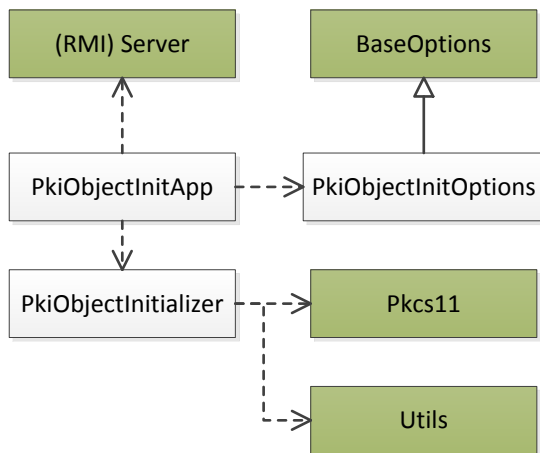 (RMI) Server
BaseOptions
PkiObjectInitApp
PkiObjectInitOptions
PkiObjectInitializer
Pkcs11
Utils